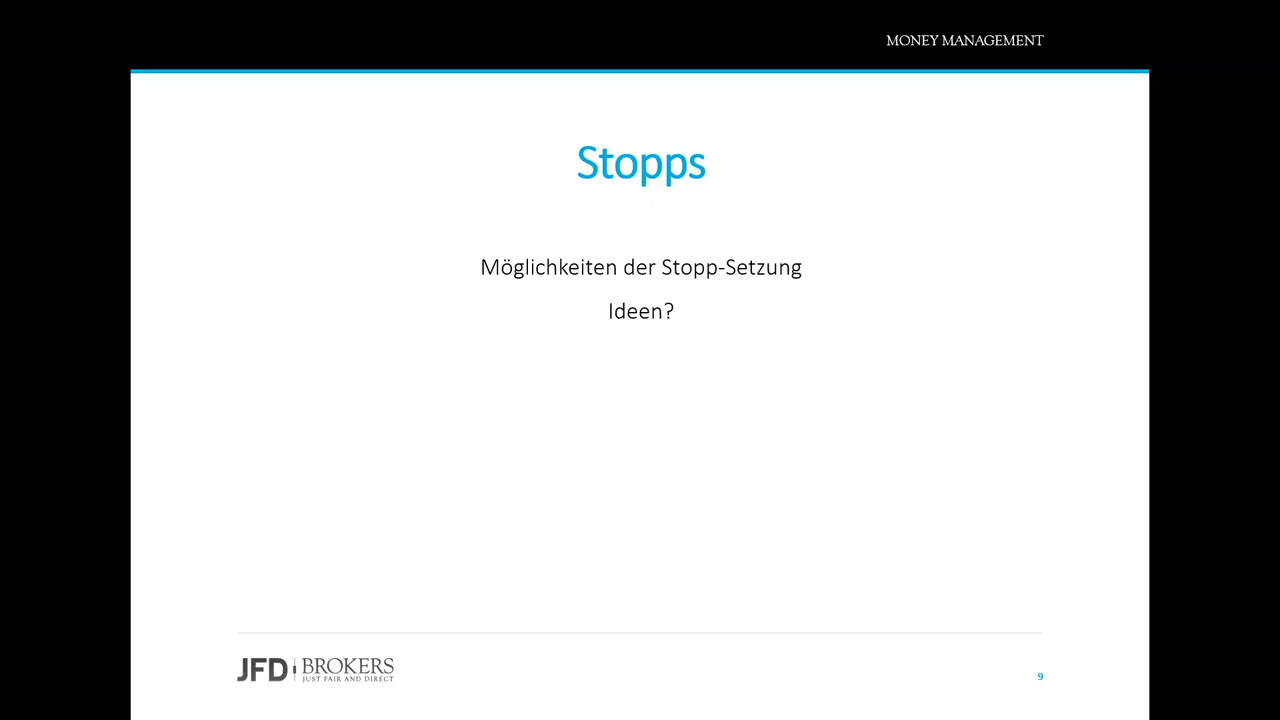 MONEY MANAGEMENT
Stopps
Möglichkeiten der Stopp-Setzung
Ideen?
JFD BROKERS
JUST FAIR AND DIRECT
9